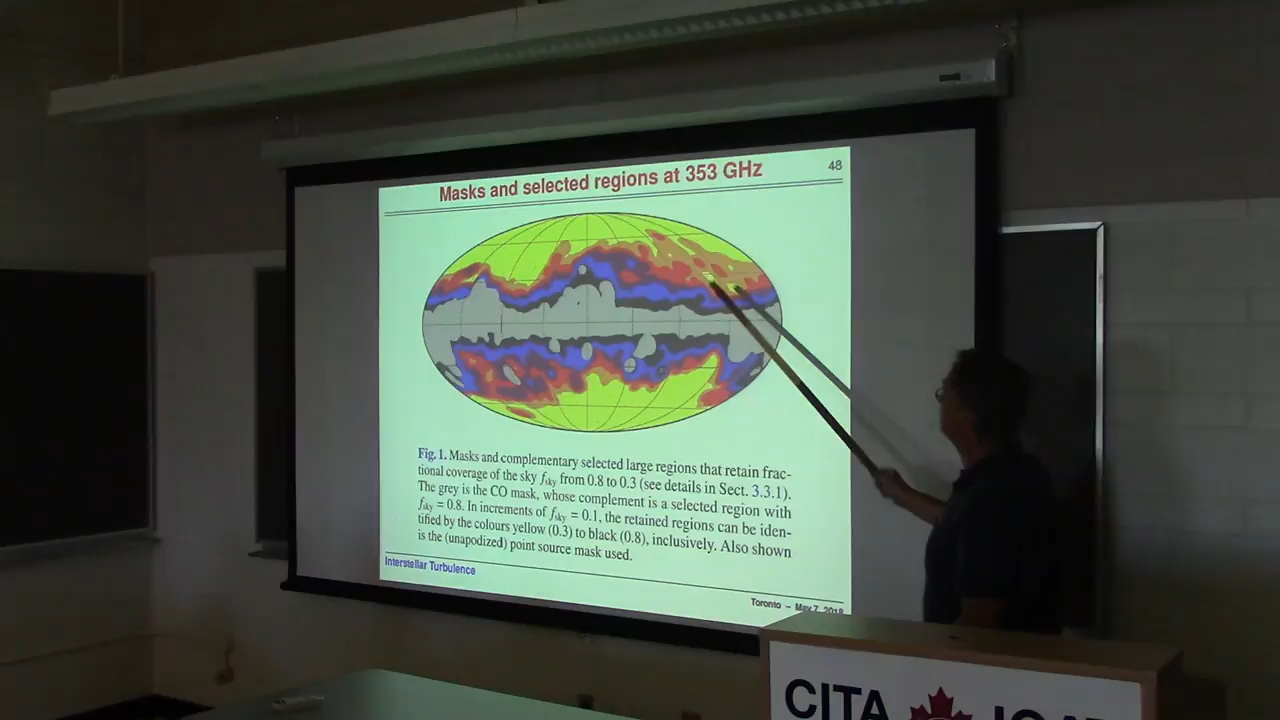 Masks and selected regions at 353 GHz
48
Fig. 1. Masks and complementary selected large regions that retain frac-
tional coverage of the sky fsky from 0.8 to 0.3 (see details in Sect. 3.3.1).
The grey is the CO mask, whose complement is a selected region with
fsky = 0.8. In increments of fsky = 0.1, the retained regions can be iden-
tified by the colours yellow (0.3) to black (0.8), inclusively. Also shown
is the (unapodized) point source mask used.
Interstellar Turbulence
Toronto – May 7, 2018
CITA